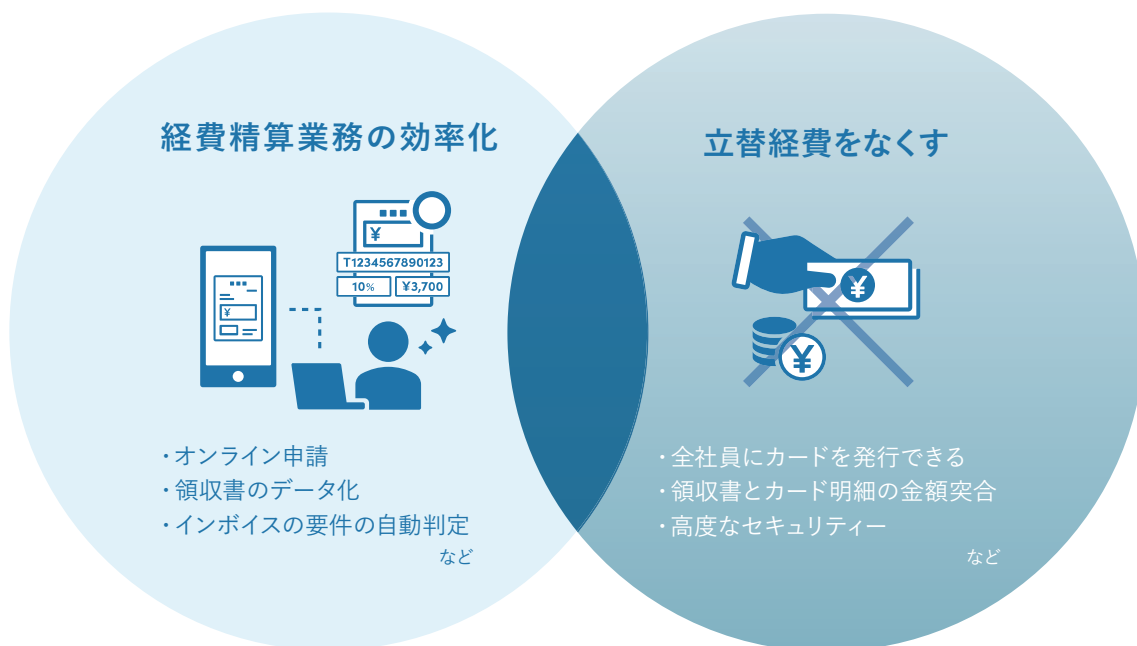 経費精算業務の効率化
¥
T1234567890123
10%
¥3,700
¥
・オンライン申請
・領収書のデータ化
・インボイスの要件の自動判定
など
立替経費をなくす
¥
¥
・全社員にカードを発行できる
・領収書とカード明細の金額突合
・高度なセキュリティー
など